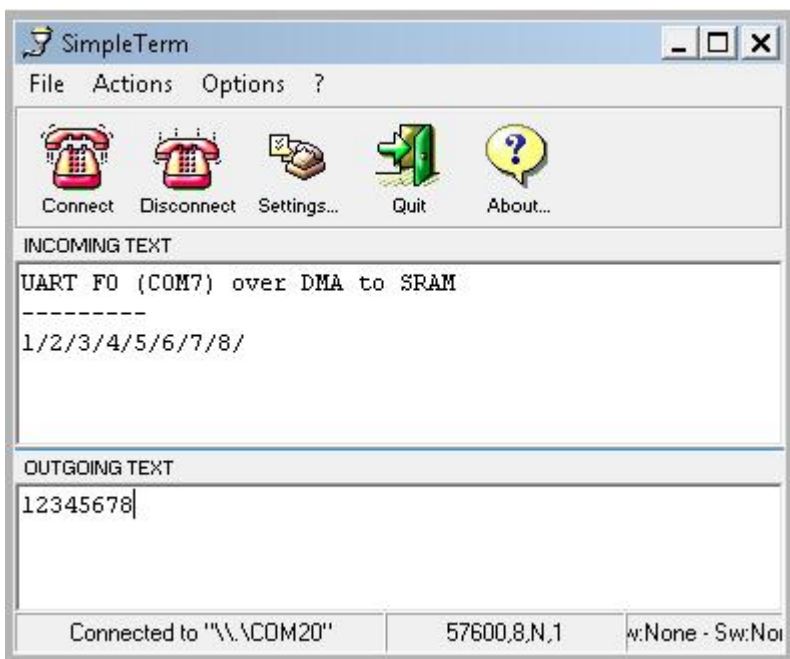 SimpleTerm
File Actions Options ?
Connect Disconnect Settings... Quit About...
INCOMING TEXT
UART F0 (COM7) over DMA to SRAM
---------
1/2/3/4/5/6/7/8/
OUTGOING TEXT
12345678
Connected to "\\.\COM20" 57600,8,N,1 w:None - Sw:Noi